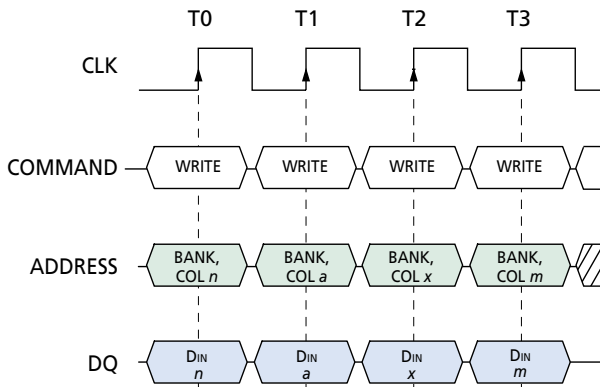 T0 T1 T2 T3
CLK
COMMAND WRITE WRITE WRITE WRITE
ADDRESS BANK, COL n BANK, COL a BANK, COL x BANK, COL m
DQ DIN n DIN a DIN x DIN m